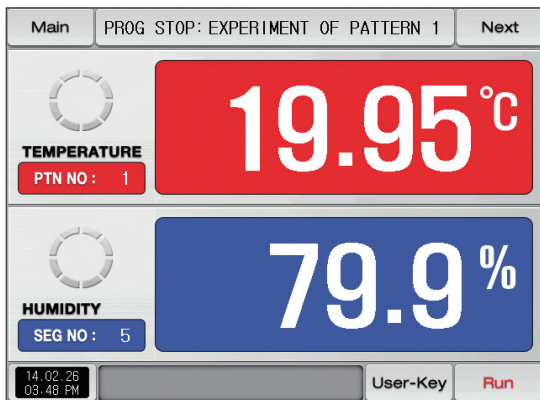 Main PROG STOP: EXPERIMENT OF PATTERN 1 Next
19.95°C
TEMPERATURE
PTN NO : 1
79.9%
HUMIDITY
SEG NO : 5
14.02.26
03:48 PM
User-Key Run